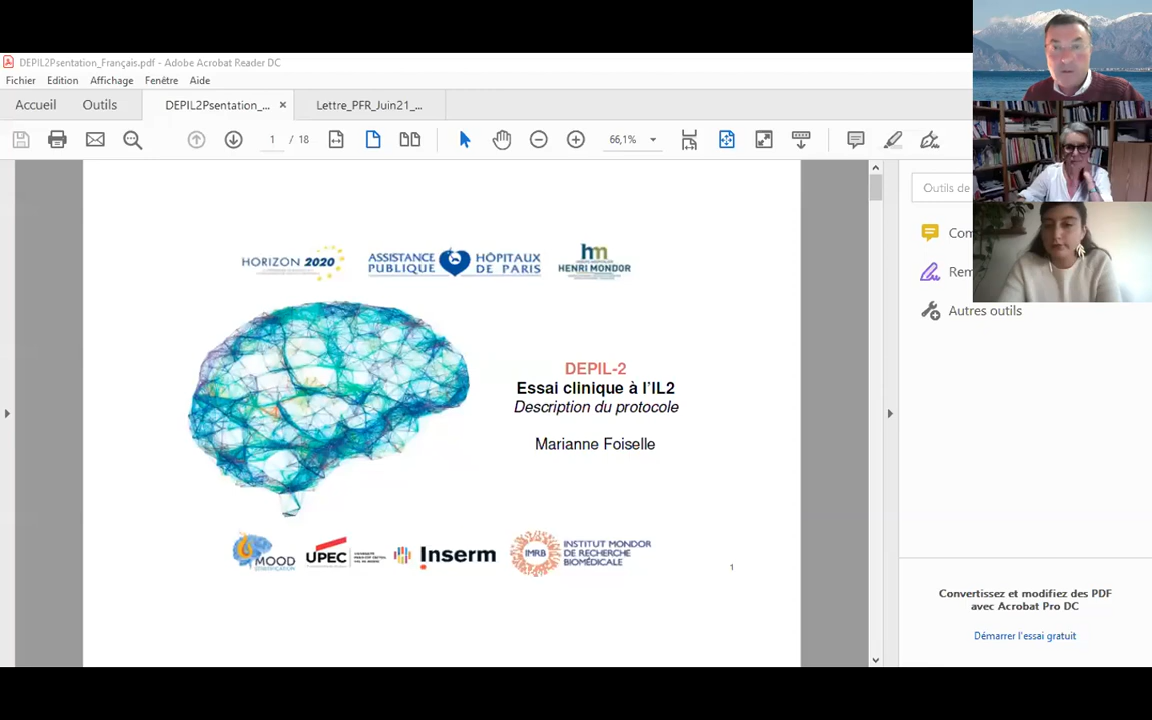 DEPIL2Psentation_Français.pdf - Adobe Acrobat Reader DC
Fichier Edition Affichage Fenêtre Aide
Accueil Outils DEPIL2Psentation_... × Lettre_PFR_Juin21_...
1 / 18 66,1%
Outils de
Com
Rem
Autres outils
HORIZON 2020
ASSISTANCE PUBLIQUE HÔPITAUX DE PARIS
hm
HENRI MONDOR
DEPIL-2
Essai clinique à l'IL2
Description du protocole
Marianne Foiselle
MOOD
UPEC
Inserm
IMRB
INSTITUT MONDOR
DE RECHERCHE
BIOMÉDICALE
1
Convertissez et modifiez des PDF
avec Acrobat Pro DC
Démarrer l'essai gratuit